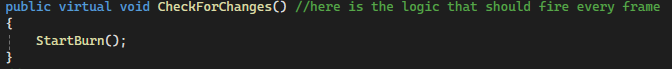 public virtual void CheckForChanges() //here is the logic that should fire every frame
{
    StartBurn();
}